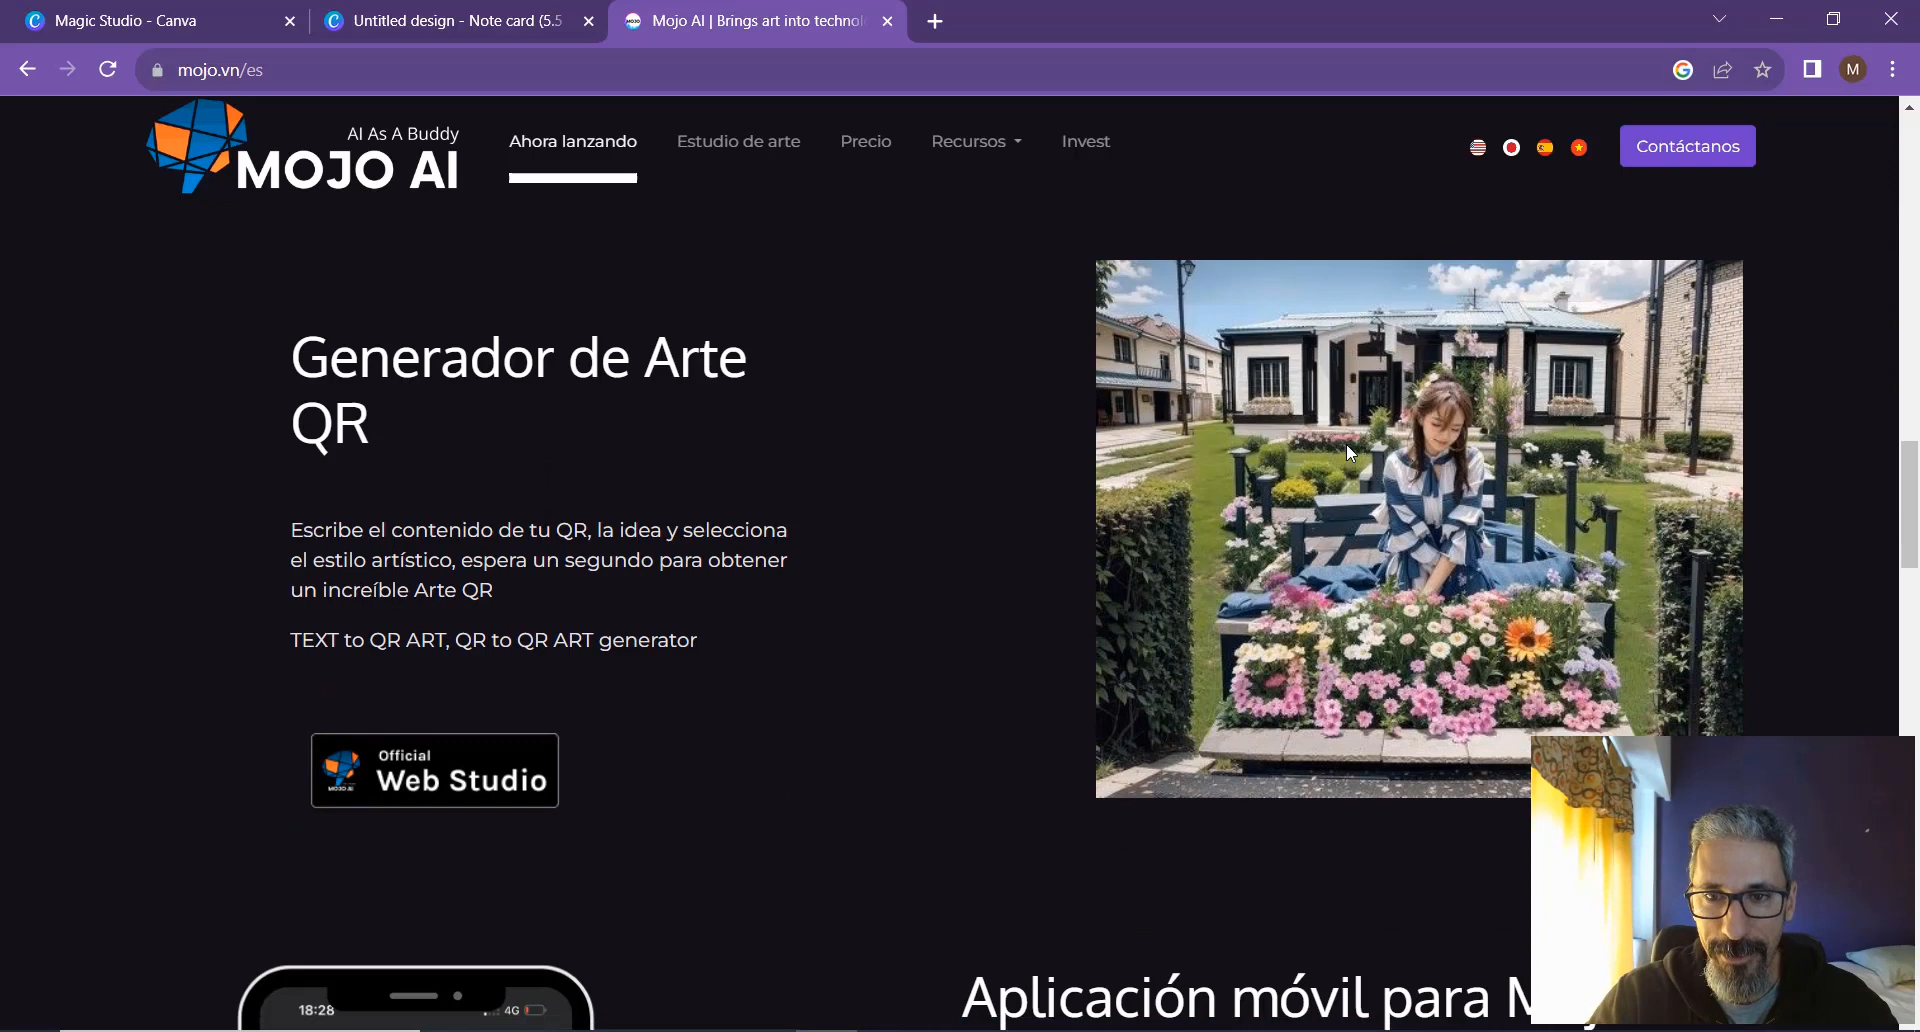 Magic Studio - Canva
Untitled design - Note card (5.5
Mojo AI | Brings art into technol
mojo.vn/es
M
AI As A Buddy
MOJO AI
Ahora lanzando
Estudio de arte
Precio
Recursos
Invest
Contáctanos
Generador de Arte
QR
Escribe el contenido de tu QR, la idea y selecciona
el estilo artístico, espera un segundo para obtener
un increíble Arte QR
TEXT to QR ART, QR to QR ART generator
Official
Web Studio
MOJO AI
18:28
4G
Aplicación móvil para